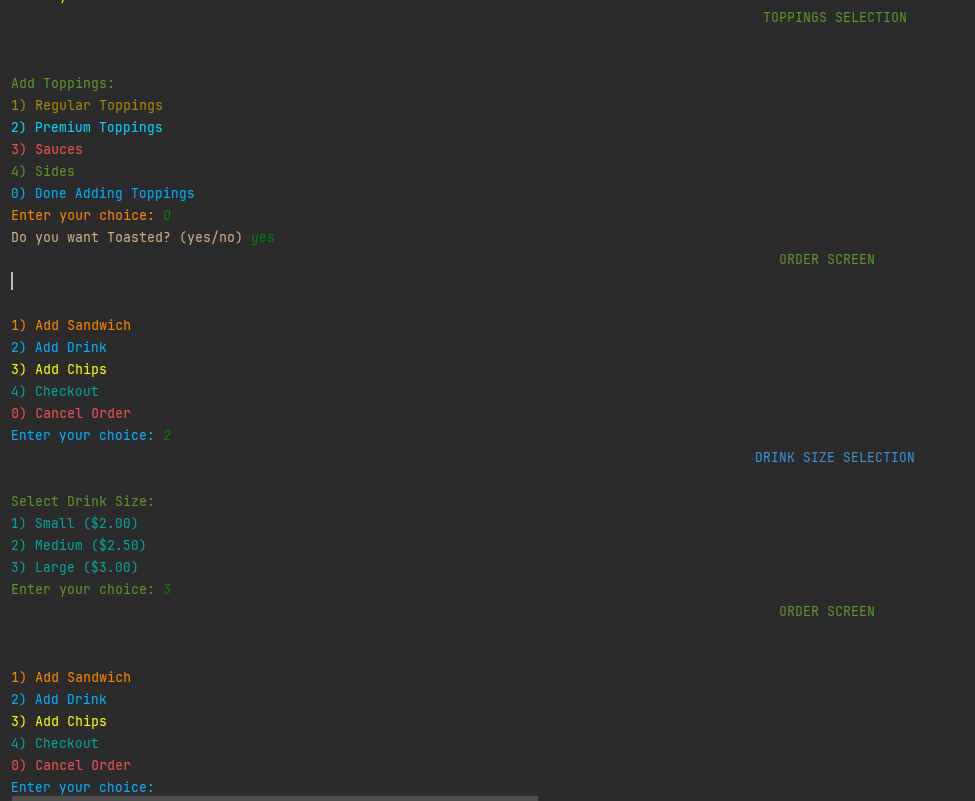 TOPPINGS SELECTION
Add Toppings:
1) Regular Toppings
2) Premium Toppings
3) Sauces
4) Sides
0) Done Adding Toppings
Enter your choice: 0
Do you want Toasted? (yes/no) yes
ORDER SCREEN
1) Add Sandwich
2) Add Drink
3) Add Chips
4) Checkout
0) Cancel Order
Enter your choice: 2
DRINK SIZE SELECTION
Select Drink Size:
1) Small ($2.00)
2) Medium ($2.50)
3) Large ($3.00)
Enter your choice: 3
ORDER SCREEN
1) Add Sandwich
2) Add Drink
3) Add Chips
4) Checkout
0) Cancel Order
Enter your choice: